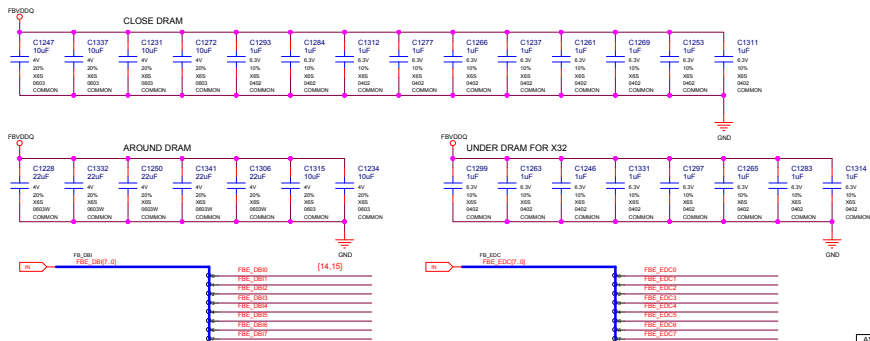 FBVDDQ
CLOSE DRAM
C1247 C1337 C1231 C1272 C1293 C1284 C1312 C1277 C1266 C1237 C1261 C1269 C1253 C1311
10uF 10uF 10uF 10uF 1uF 1uF 1uF 1uF 1uF 1uF 1uF 1uF 1uF 1uF
4V 4V 4V 4V 6.3V 6.3V 6.3V 6.3V 6.3V 6.3V 6.3V 6.3V 6.3V 6.3V
20% 20% 20% 20% 10% 10% 10% 10% 10% 10% 10% 10% 10% 10%
X6S X6S X6S X6S X6S X6S X6S X6S X6S X6S X6S X6S X6S X6S
0603 0603 0603 0603 0402 0402 0402 0402 0402 0402 0402 0402 0402 0402
COMMON COMMON COMMON COMMON COMMON COMMON COMMON COMMON COMMON COMMON COMMON COMMON COMMON COMMON
GND
FBVDDQ
AROUND DRAM
C1228 C1332 C1250 C1341 C1306 C1315 C1234
22uF 22uF 22uF 22uF 22uF 10uF 10uF
4V 4V 4V 4V 4V 4V 4V
20% 20% 20% 20% 20% 20% 20%
X6S X6S X6S X6S X6S X6S X6S
0603W 0603W 0603W 0603W 0603W 0603 0603
COMMON COMMON COMMON COMMON COMMON COMMON COMMON
GND
FBVDDQ
UNDER DRAM FOR X32
C1299 C1263 C1246 C1331 C1297 C1265 C1283 C1314
1uF 1uF 1uF 1uF 1uF 1uF 1uF 1uF
6.3V 6.3V 6.3V 6.3V 6.3V 6.3V 6.3V 6.3V
10% 10% 10% 10% 10% 10% 10% 10%
X6S X6S X6S X6S X6S X6S X6S X6S
0402 0402 0402 0402 0402 0402 0402 0402
COMMON COMMON COMMON COMMON COMMON COMMON COMMON COMMON
GND
IN
FB_DBI
FBE_DBI[7..0]
{14,15}
FBE_DBI0
FBE_DBI1
FBE_DBI2
FBE_DBI3
FBE_DBI4
FBE_DBI5
FBE_DBI6
FBE_DBI7
IN
FB_EDC
FBE_EDC[7..0]
FBE_EDC0
FBE_EDC1
FBE_EDC2
FBE_EDC3
FBE_EDC4
FBE_EDC5
FBE_EDC6
FBE_EDC7